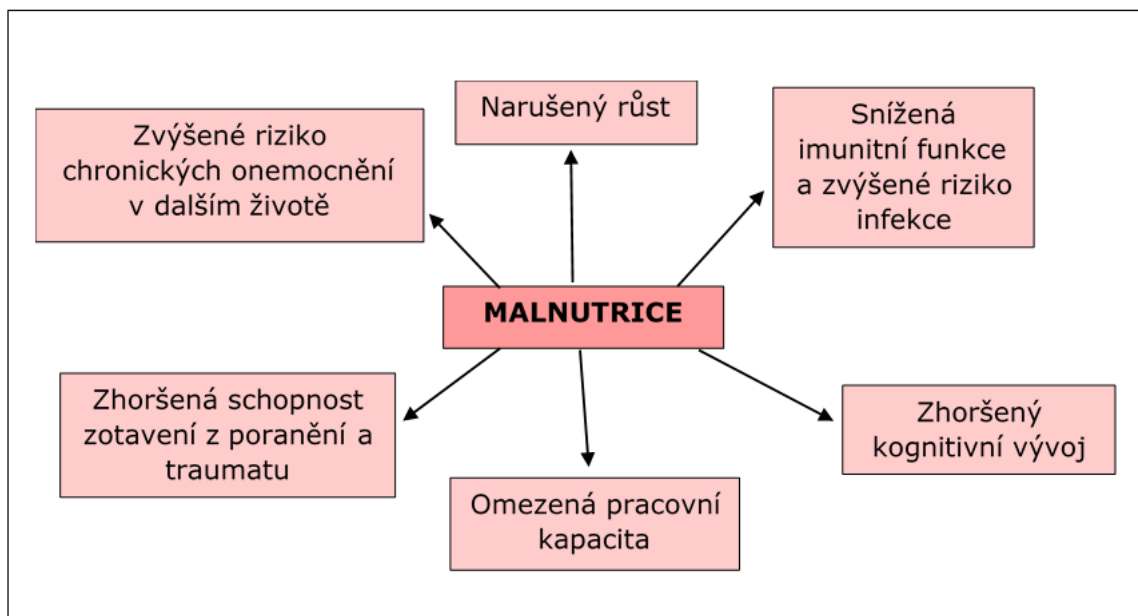 Narušený růst
Zvýšené riziko
chronických onemocnění
v dalším životě
Snížená
imunitní funkce
a zvýšené riziko
infekce
MALNUTRICE
Zhoršená schopnost
zotavení z poranění a
traumatu
Omezená pracovní
kapacita
Zhoršený
kognitivní vývoj